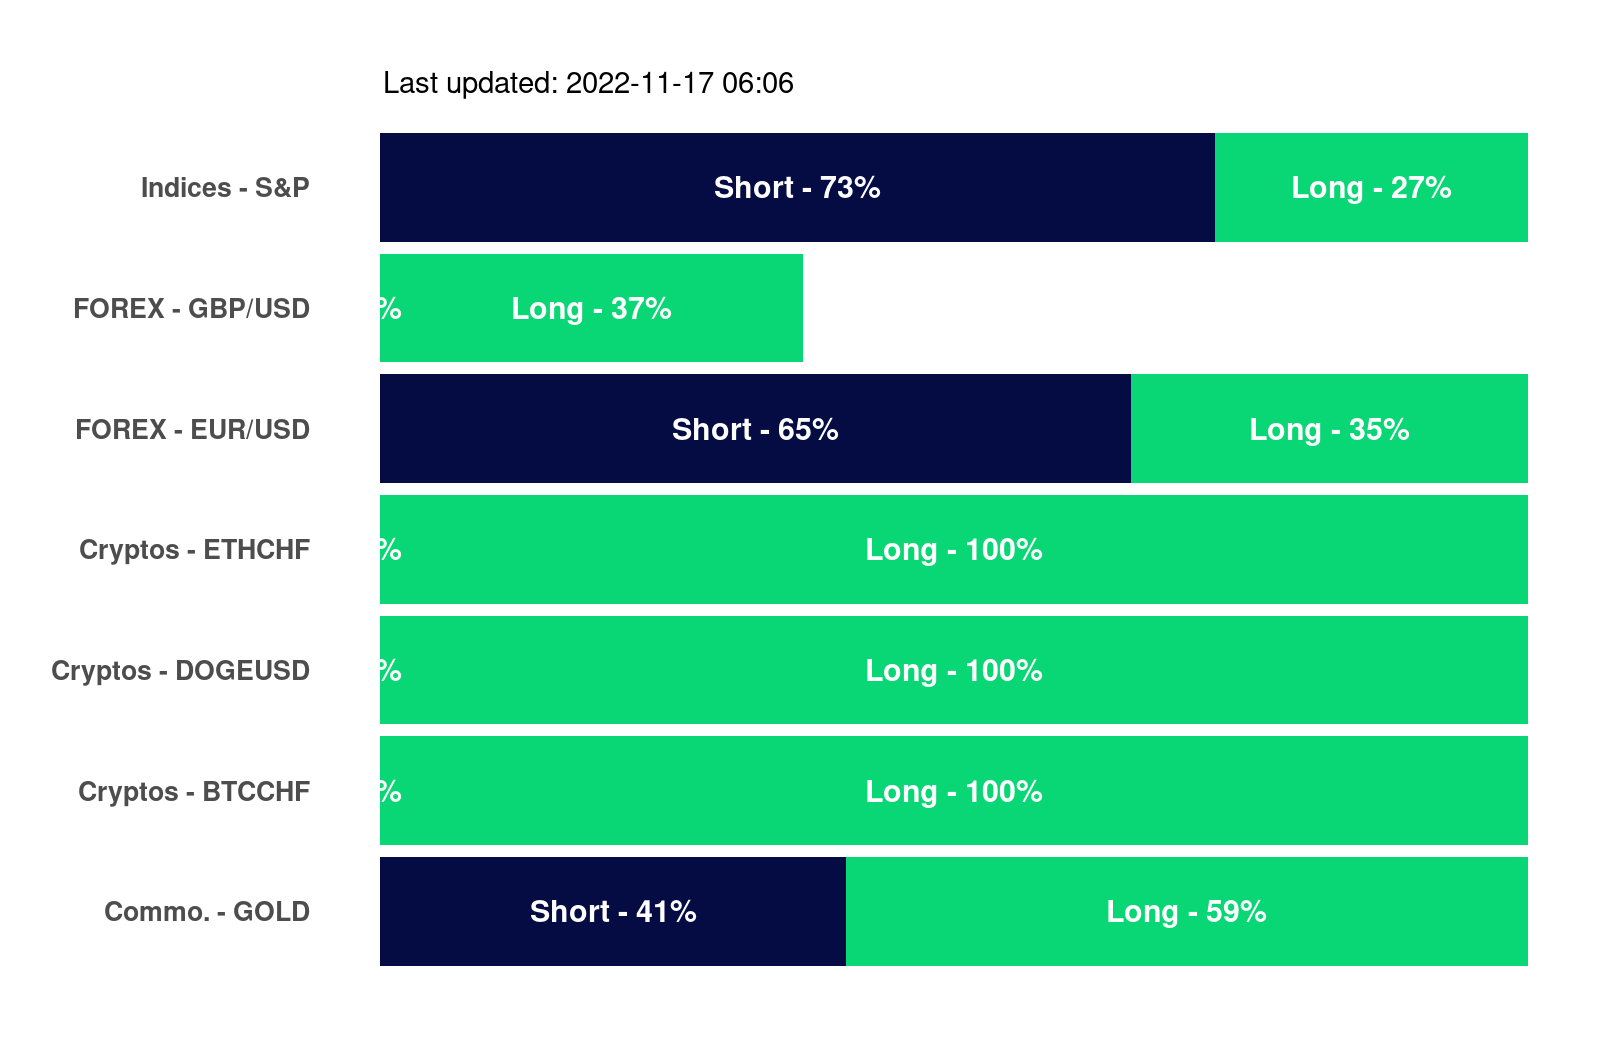 Last updated: 2022-11-17 06:06
Indices - S&P Short - 73% Long - 27%
FOREX - GBP/USD % Long - 37%
FOREX - EUR/USD Short - 65% Long - 35%
Cryptos - ETHCHF % Long - 100%
Cryptos - DOGEUSD % Long - 100%
Cryptos - BTCCHF % Long - 100%
Commo. - GOLD Short - 41% Long - 59%